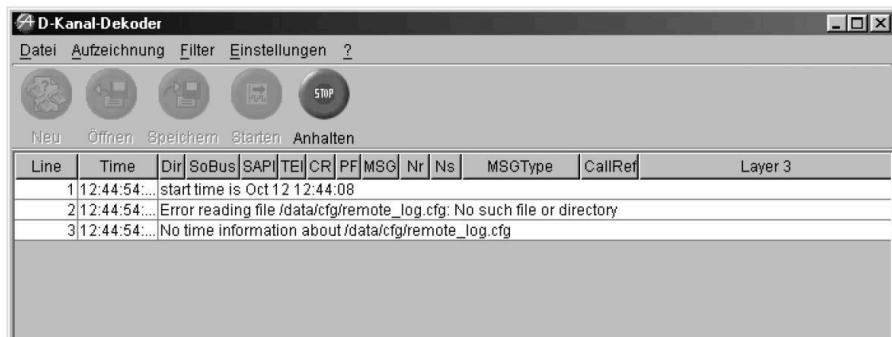 D-Kanal-Dekoder
Datei Aufzeichnung Filter Einstellungen ?
STOP
Neu Öffnen Speichern Starten Anhalten
Line Time Dir SoBus SAPI TEI CR PF MSG Nr Ns MSGType CallRef Layer 3
1 12:44:54:... start time is Oct 12 12:44:08
2 12:44:54:... Error reading file /data/cfg/remote_log.cfg: No such file or directory
3 12:44:54:... No time information about /data/cfg/remote_log.cfg